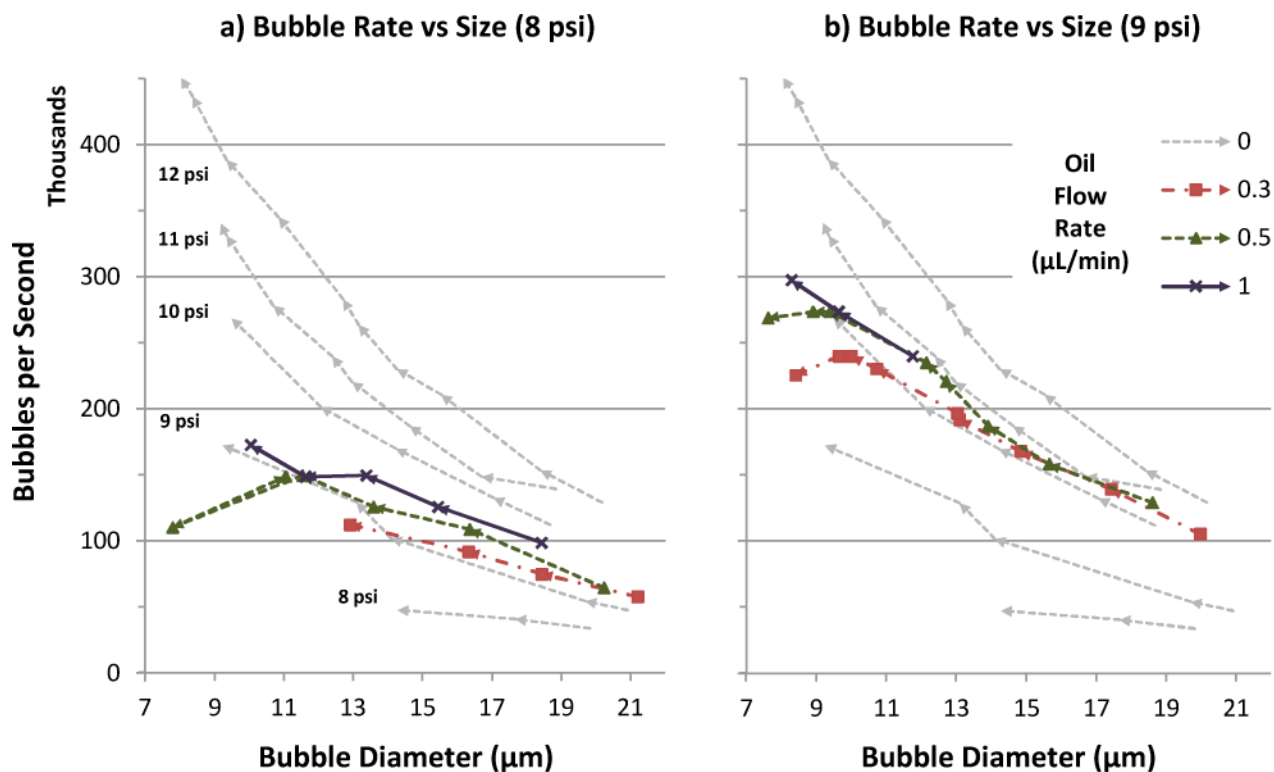 a) Bubble Rate vs Size (8 psi)
b) Bubble Rate vs Size (9 psi)
Bubbles per Second
Thousands
400
300
200
100
0
12 psi
11 psi
10 psi
9 psi
8 psi
7 9 11 13 15 17 19 21
Bubble Diameter (µm)
Oil
Flow
Rate
(µL/min)
0
0.3
0.5
1
7 9 11 13 15 17 19 21
Bubble Diameter (µm)